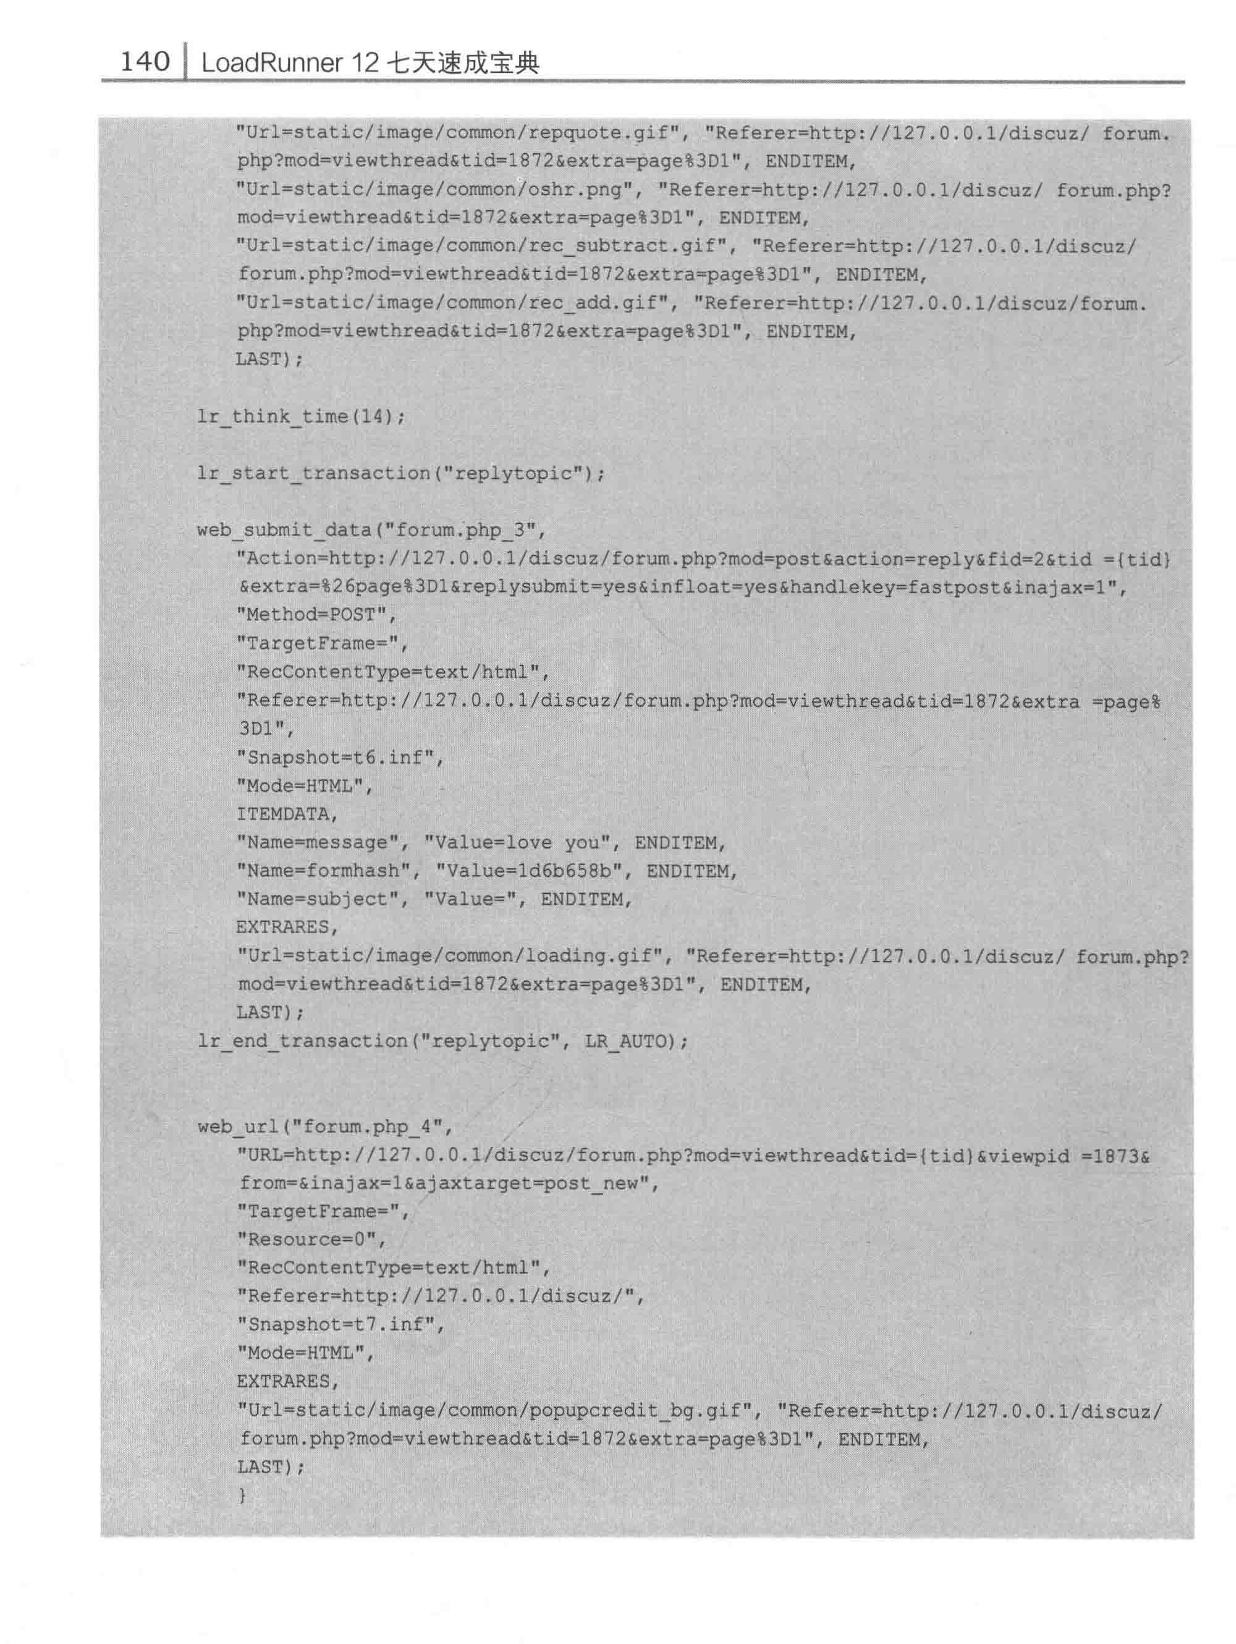 140 LoadRunner 12 七天速成宝典
"Url=static/image/common/repquote.gif", "Referer=http://127.0.0.1/discuz/ forum.
php?mod=viewthread&tid=1872&extra=page%3D1", ENDITEM,
"Url=static/image/common/oshr.png", "Referer=http://127.0.0.1/discuz/ forum.php?
mod=viewthread&tid=1872&extra=page%3D1", ENDITEM,
"Url=static/image/common/rec_subtract.gif", "Referer=http://127.0.0.1/discuz/
forum.php?mod=viewthread&tid=1872&extra=page%3D1", ENDITEM,
"Url=static/image/common/rec_add.gif", "Referer=http://127.0.0.1/discuz/forum.
php?mod=viewthread&tid=1872&extra=page%3D1", ENDITEM,
LAST);
lr_think_time(14);
lr_start_transaction("replytopic");
web_submit_data("forum.php_3",
"Action=http://127.0.0.1/discuz/forum.php?mod=post&action=reply&fid=2&tid ={tid}
&extra=%26page%3D1&replysubmit=yes&infloat=yes&handlekey=fastpost&inajax=1",
"Method=POST",
"TargetFrame=",
"RecContentType=text/html",
"Referer=http://127.0.0.1/discuz/forum.php?mod=viewthread&tid=1872&extra =page%
3D1",
"Snapshot=t6.inf",
"Mode=HTML",
ITEMDATA,
"Name=message", "Value=love you", ENDITEM,
"Name=formhash", "Value=1d6b658b", ENDITEM,
"Name=subject", "Value=", ENDITEM,
EXTRARES,
"Url=static/image/common/loading.gif", "Referer=http://127.0.0.1/discuz/ forum.php?
mod=viewthread&tid=1872&extra=page%3D1", ENDITEM,
LAST);
lr_end_transaction("replytopic", LR_AUTO);
web_url("forum.php_4",
"URL=http://127.0.0.1/discuz/forum.php?mod=viewthread&tid={tid}&viewpid =1873&
from=&inajax=1&ajaxtarget=post_new",
"TargetFrame=",
"Resource=0",
"RecContentType=text/html",
"Referer=http://127.0.0.1/discuz/",
"Snapshot=t7.inf",
"Mode=HTML",
EXTRARES,
"Url=static/image/common/popupcredit_bg.gif", "Referer=http://127.0.0.1/discuz/
forum.php?mod=viewthread&tid=1872&extra=page%3D1", ENDITEM,
LAST);
}